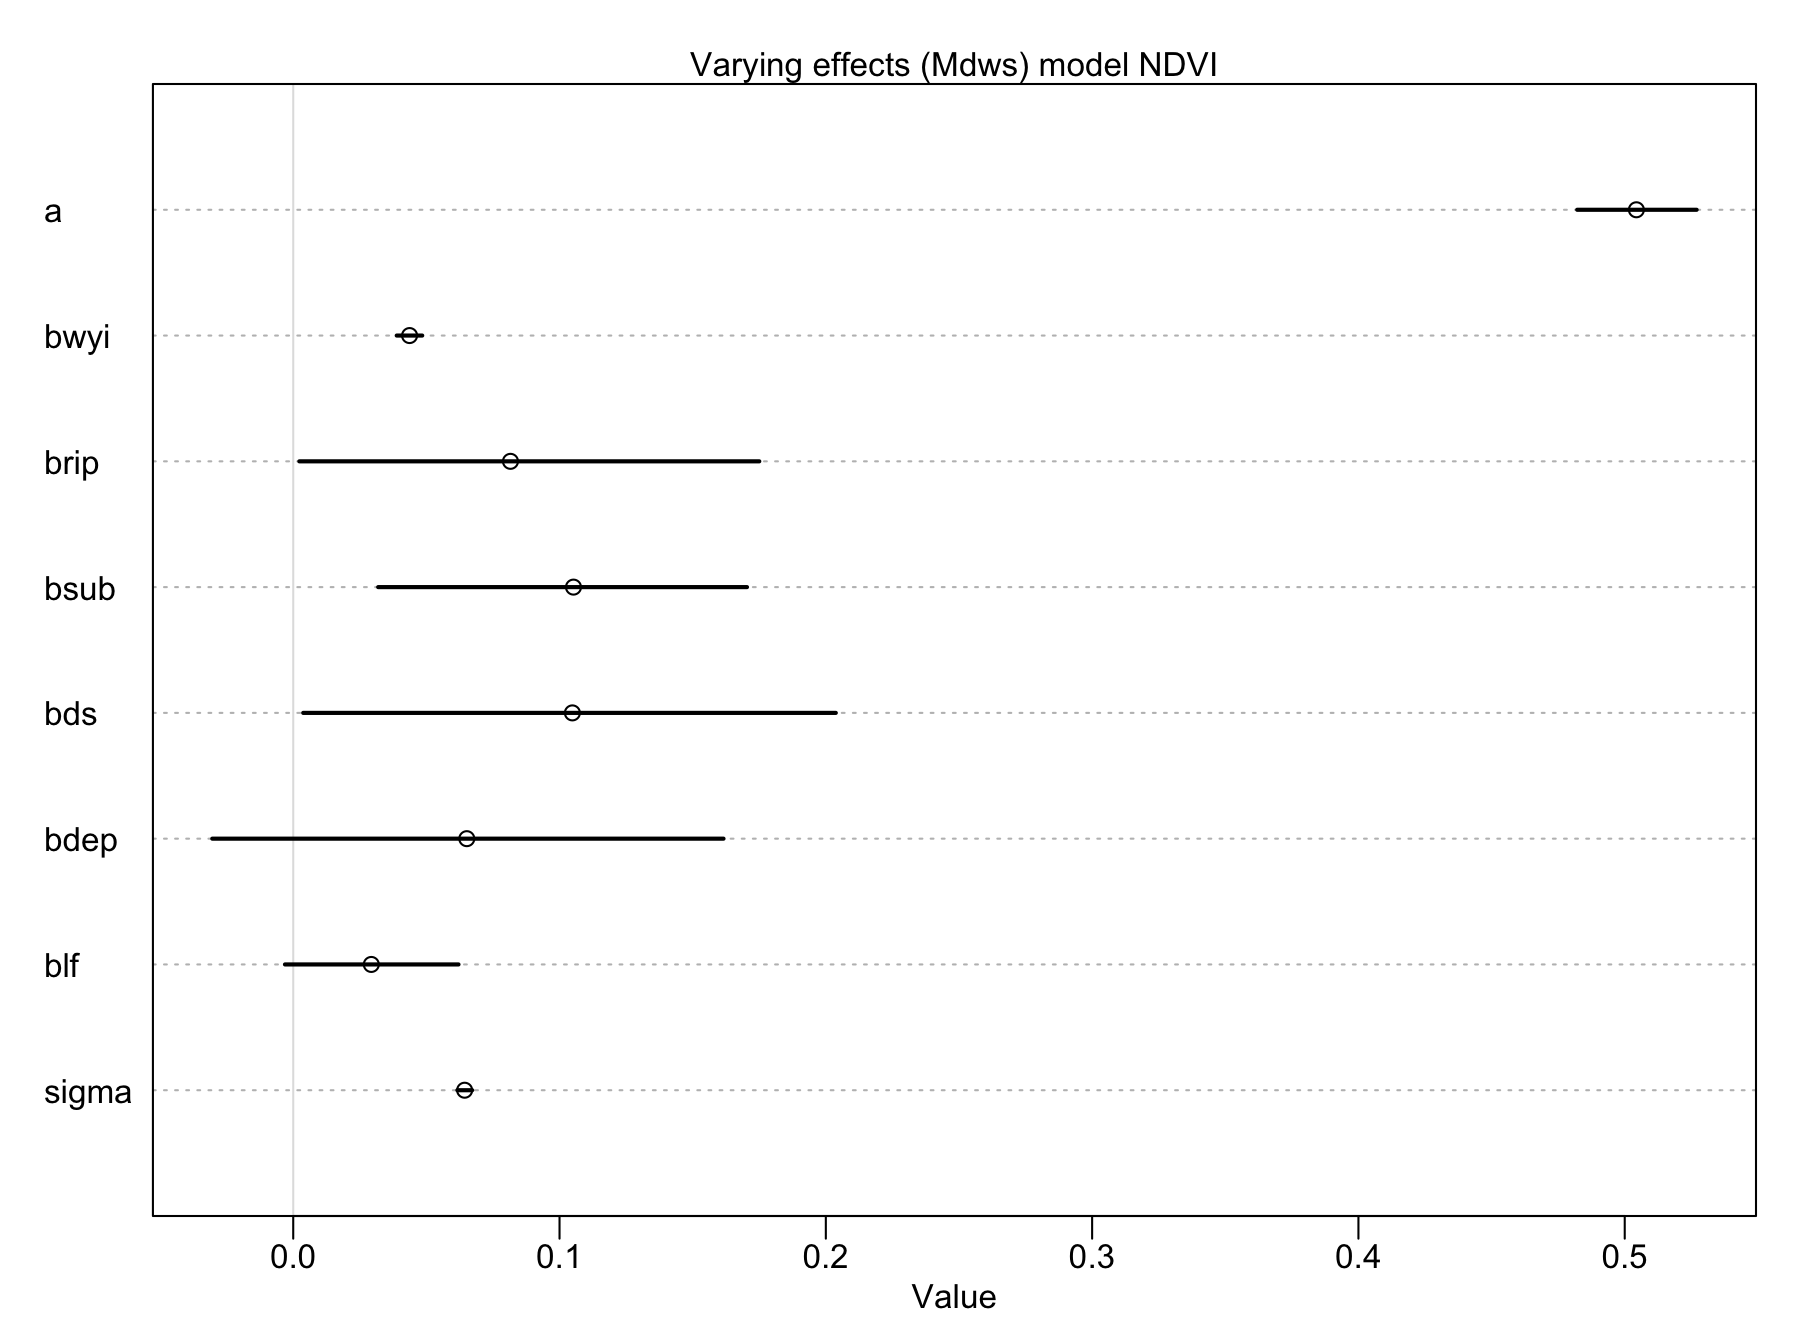 Varying effects (Mdws) model NDVI
a
bwyi
brip
bsub
bds
bdep
blf
sigma
0.0 0.1 0.2 0.3 0.4 0.5
Value